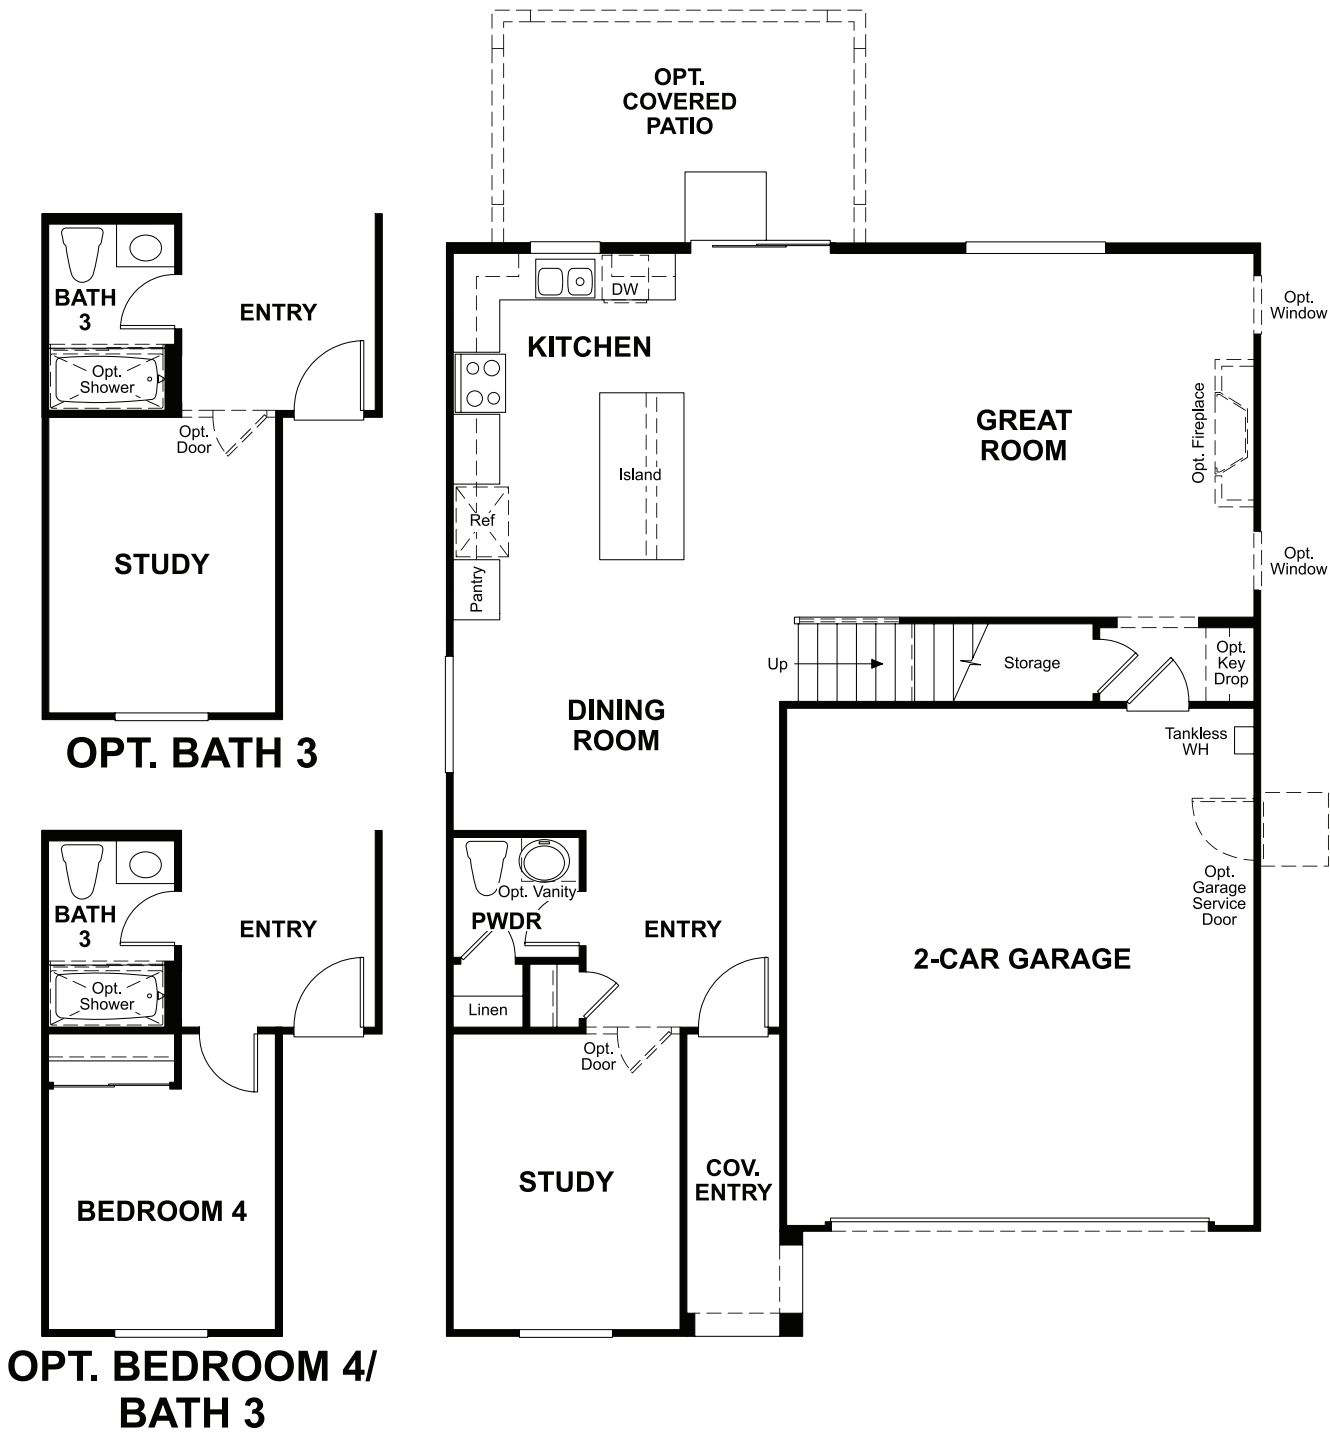 OPT.
COVERED
PATIO
BATH
3
ENTRY
Opt.
Shower
Opt.
Door
STUDY
OPT. BATH 3
BATH
3
ENTRY
Opt.
Shower
BEDROOM 4
OPT. BEDROOM 4/
BATH 3
DW
KITCHEN
Island
Ref
Pantry
GREAT
ROOM
Opt.
Window
Opt. Fireplace
Opt.
Window
Up
Storage
Opt.
Key
Drop
DINING
ROOM
Tankless
WH
Opt.
Garage
Service
Door
Opt. Vanity
PWDR
ENTRY
2-CAR GARAGE
Linen
Opt.
Door
STUDY
COV.
ENTRY